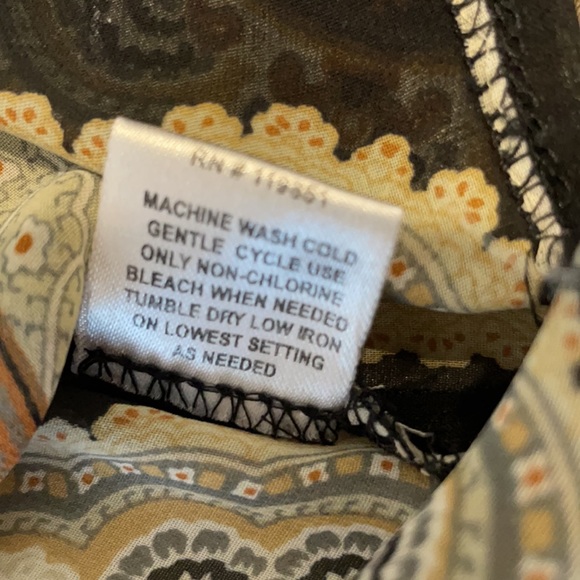 RN # 119951
MACHINE WASH COLD
GENTLE CYCLE USE
ONLY NON-CHLORINE
BLEACH WHEN NEEDED
TUMBLE DRY LOW IRON
ON LOWEST SETTING
AS NEEDED